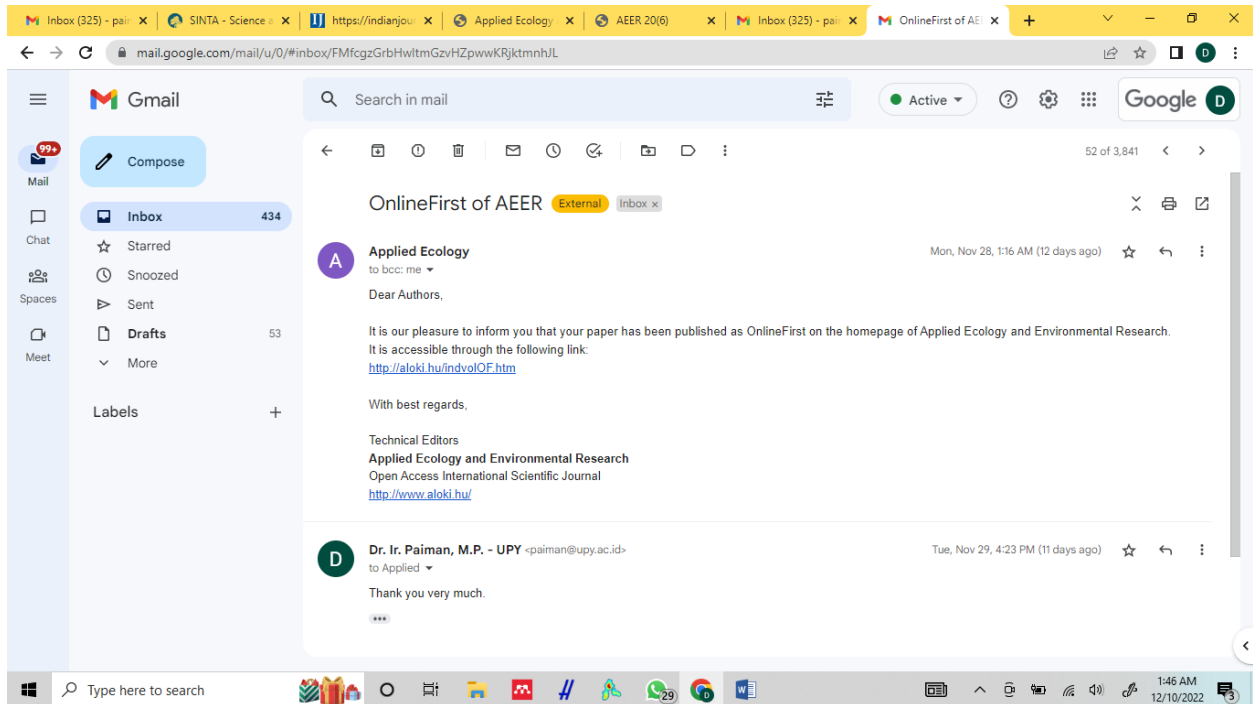 Inbox (325) - pain
SINTA - Science a
https://indianjour
Applied Ecology
AEER 20(6)
Inbox (325) - pain
OnlineFirst of AE
mail.google.com/mail/u/0/#inbox/FMfcgzGrbHwltmGzvHZpwwKRjktmnhJL
D
Gmail
Search in mail
Active
Google
D
99+
Mail
Chat
Spaces
Meet
Compose
Inbox 434
Starred
Snoozed
Sent
Drafts 53
More
Labels
52 of 3,841
OnlineFirst of AEER External Inbox x
A
Applied Ecology Mon, Nov 28, 1:16 AM (12 days ago)
to bcc: me
Dear Authors,
It is our pleasure to inform you that your paper has been published as OnlineFirst on the homepage of Applied Ecology and Environmental Research.
It is accessible through the following link:
http://aloki.hu/indvolOF.htm
With best regards,
Technical Editors
Applied Ecology and Environmental Research
Open Access International Scientific Journal
http://www.aloki.hu/
D
Dr. Ir. Paiman, M.P. - UPY <paiman@upy.ac.id> Tue, Nov 29, 4:23 PM (11 days ago)
to Applied
Thank you very much.
Type here to search
29
1:46 AM
12/10/2022
3